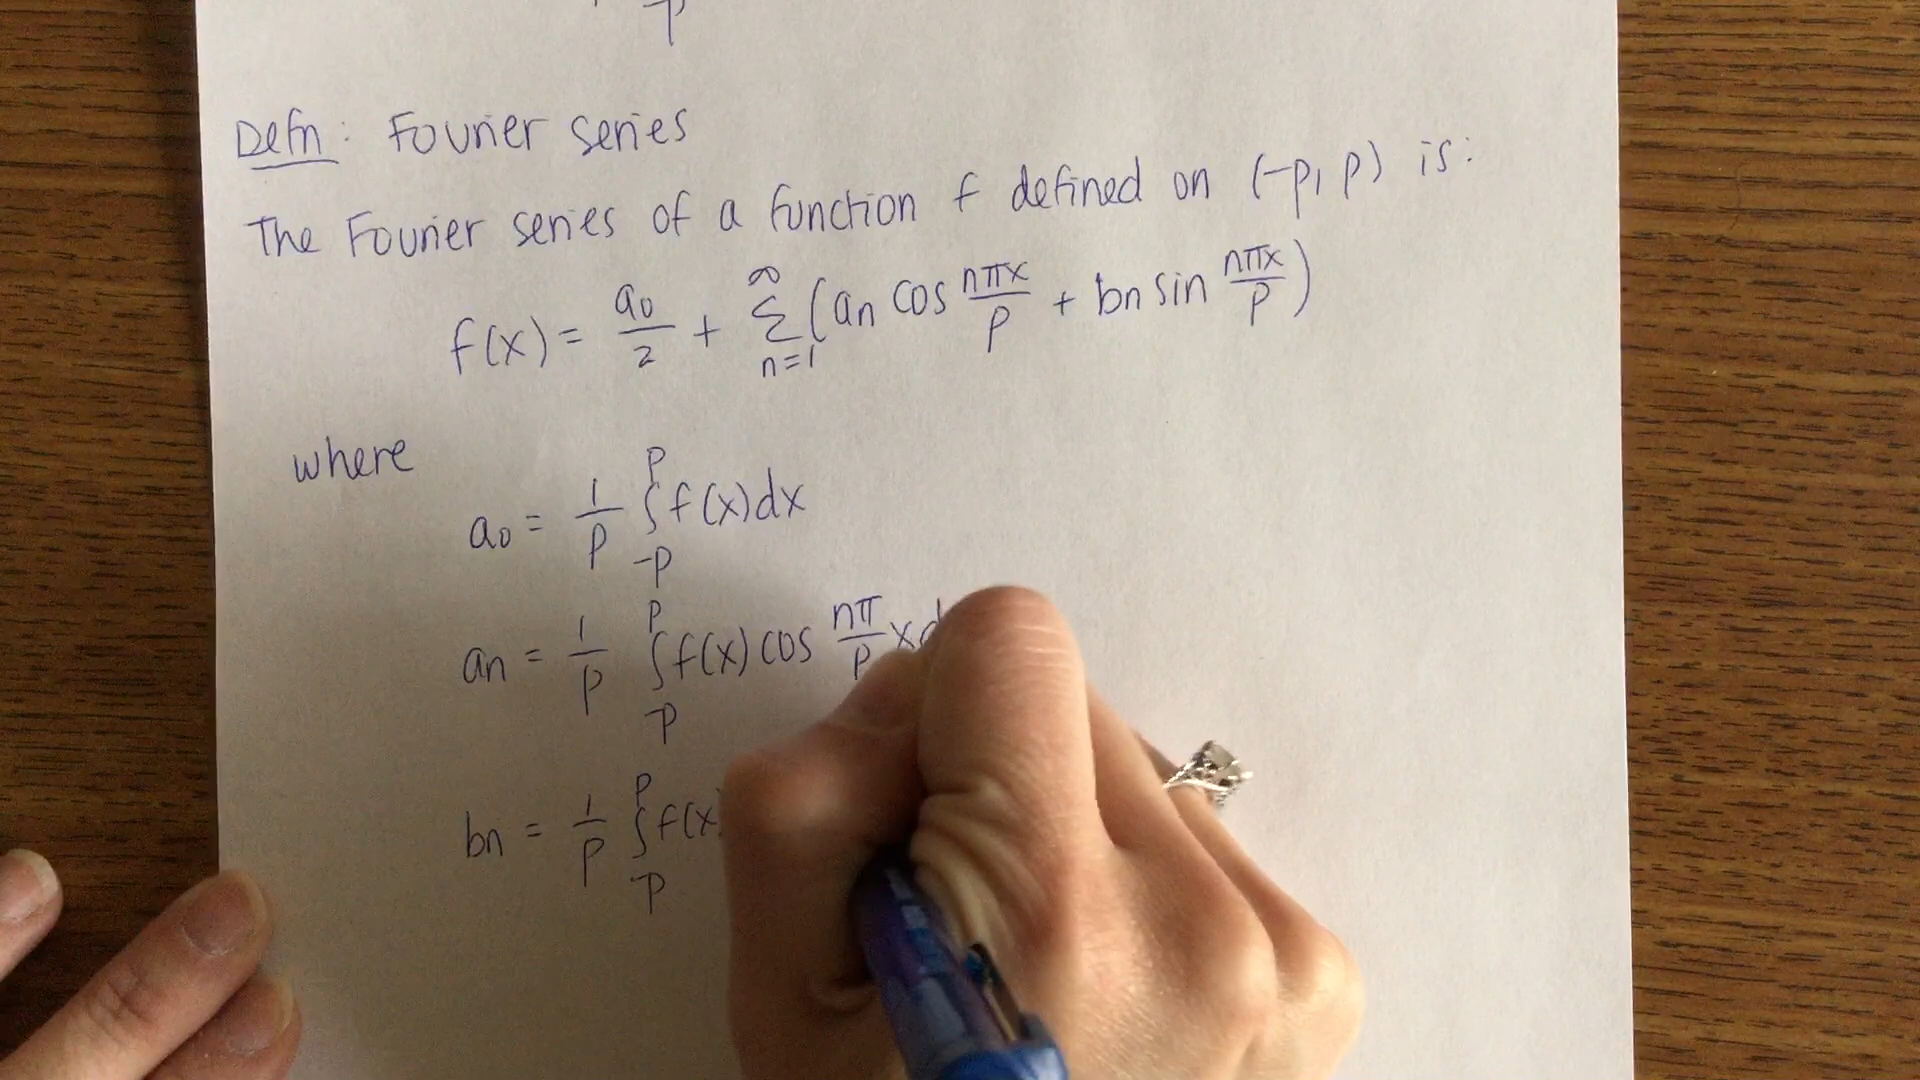 Defn: Fourier series
The Fourier series of a function f defined on (-p, p) is:
f(x) = a0/2 + ∞ Σ n=1 (an cos nπx/p + bn sin nπx/p)
where
a0 = 1/p ∫ p -p f(x)dx
an = 1/p ∫ p -p f(x) cos nπ/p x d
bn = 1/p ∫ p -p f(x